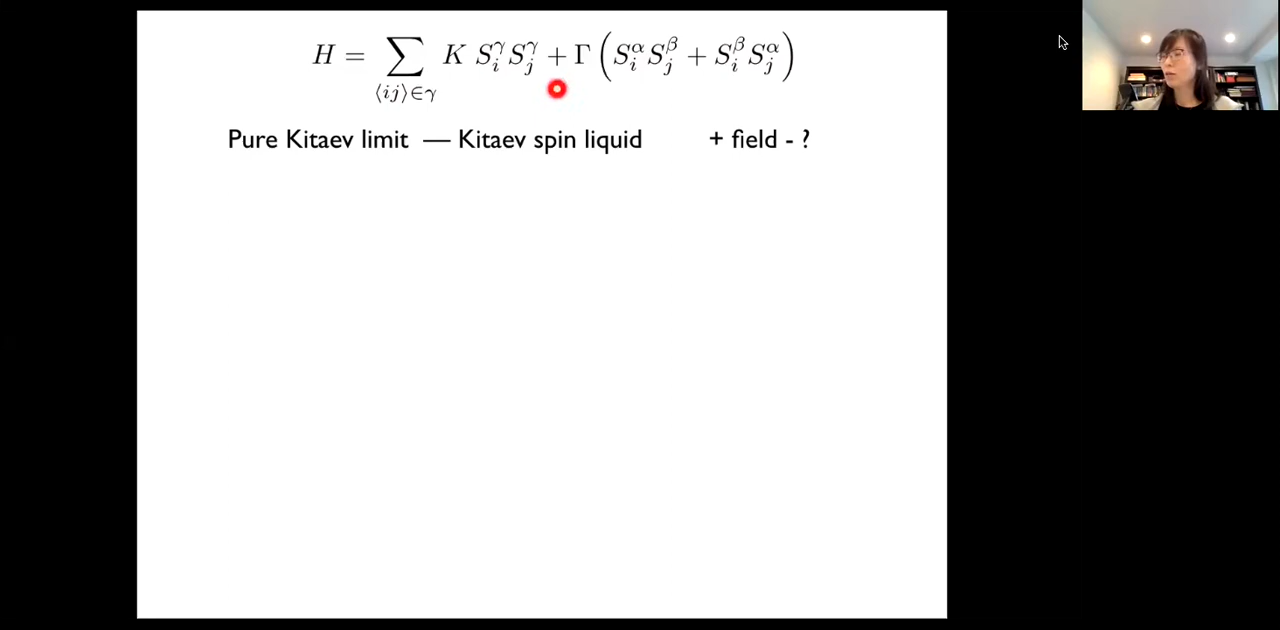 H = \sum_{\langle ij \rangle \in \gamma} K S_i^\gamma S_j^\gamma + \Gamma \left( S_i^\alpha S_j^\beta + S_i^\beta S_j^\alpha \right)
Pure Kitaev limit — Kitaev spin liquid + field - ?